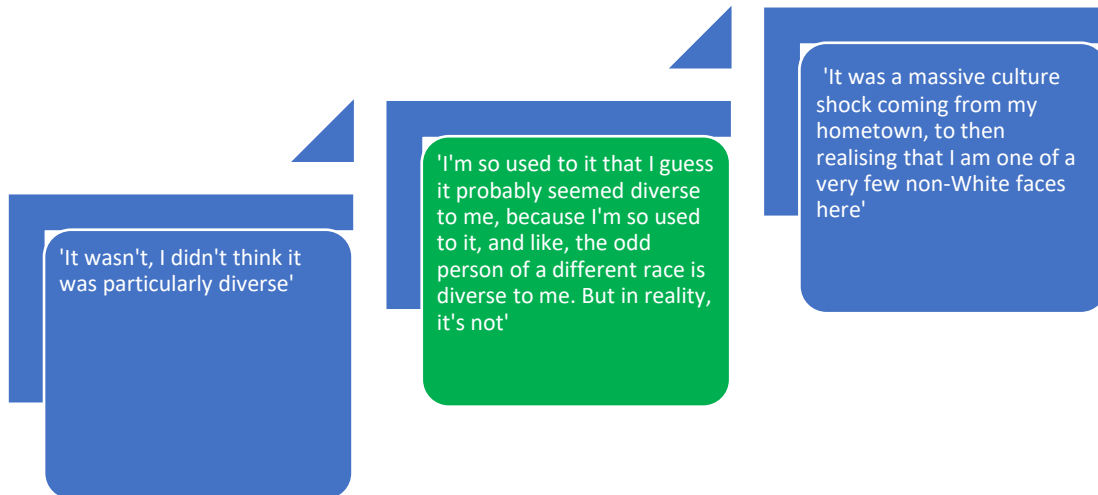 'It wasn't, I didn't think it
was particularly diverse'
'I'm so used to it that I guess
it probably seemed diverse
to me, because I'm so used
to it, and like, the odd
person of a different race is
diverse to me. But in reality,
it's not'
'It was a massive culture
shock coming from my
hometown, to then
realising that I am one of a
very few non-White faces
here'